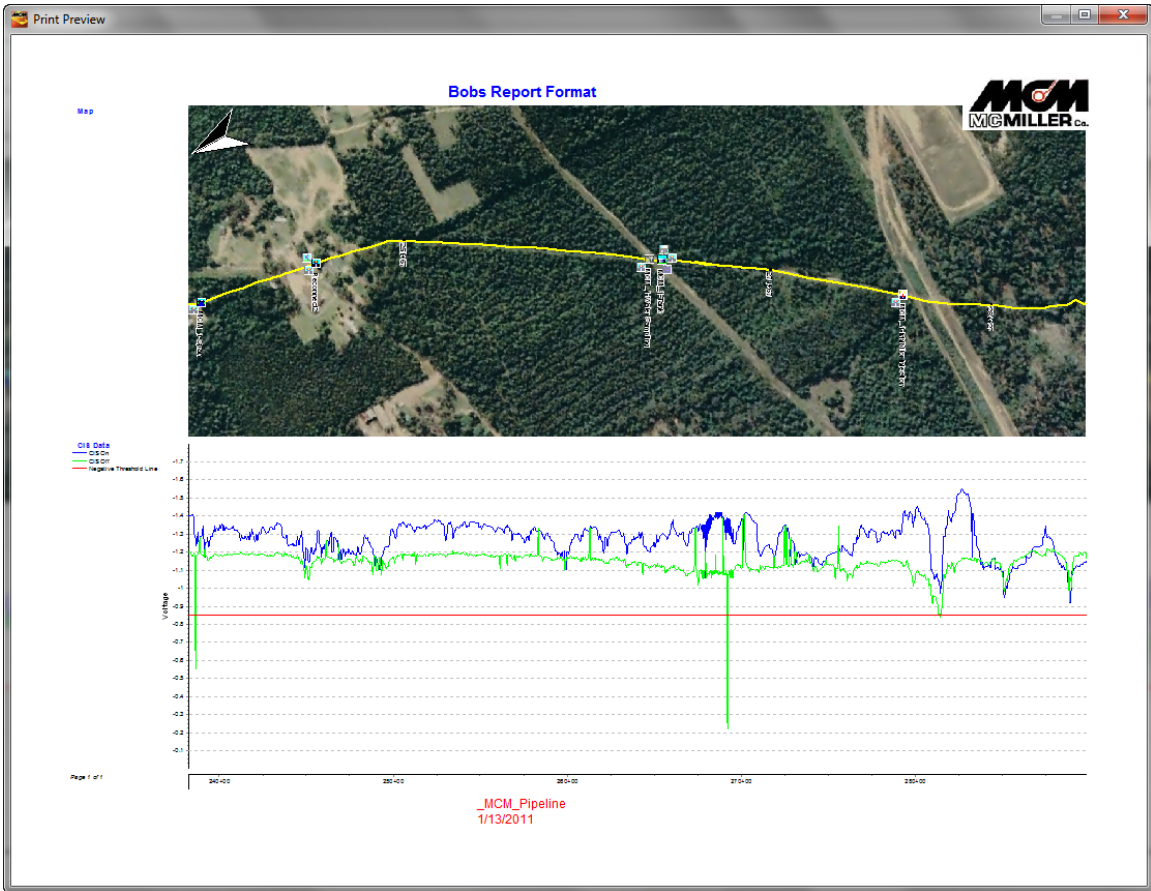 Print Preview
Bobs Report Format
Map
MCM
MCMILLER Co.
CIS Data
CIS On
CIS Off
Negative Threshold Line
-1.7
-1.6
-1.5
-1.4
-1.3
-1.2
-1.1
-1
-0.9
-0.8
-0.7
-0.6
-0.5
-0.4
-0.3
-0.2
-0.1
Voltage
Page 1 of 1
240+00
250+00
260+00
270+00
280+00
_MCM_Pipeline
1/13/2011